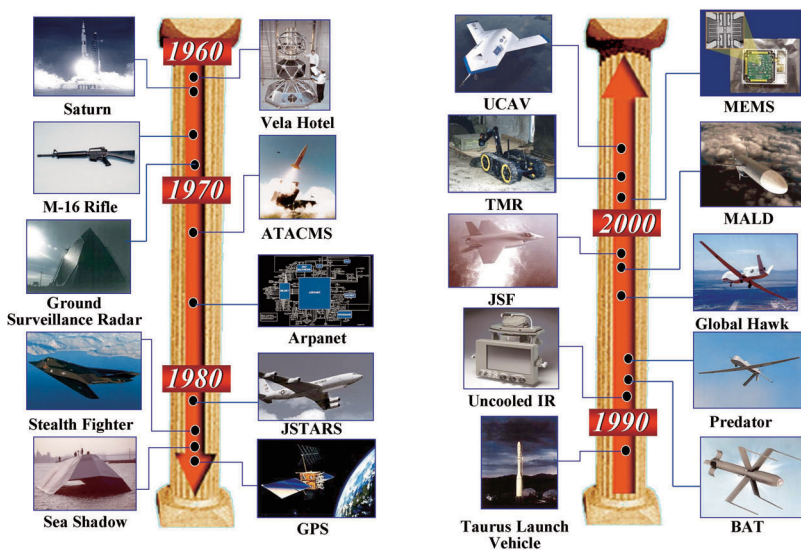 1960
Saturn
Vela Hotel
M-16 Rifle
1970
ATACMS
Ground
Surveillance Radar
Arpanet
1980
Stealth Fighter
JSTARS
Sea Shadow
GPS
UCAV
MEMS
TMR
MALD
2000
JSF
Global Hawk
Uncooled IR
Predator
1990
Taurus Launch
Vehicle
BAT